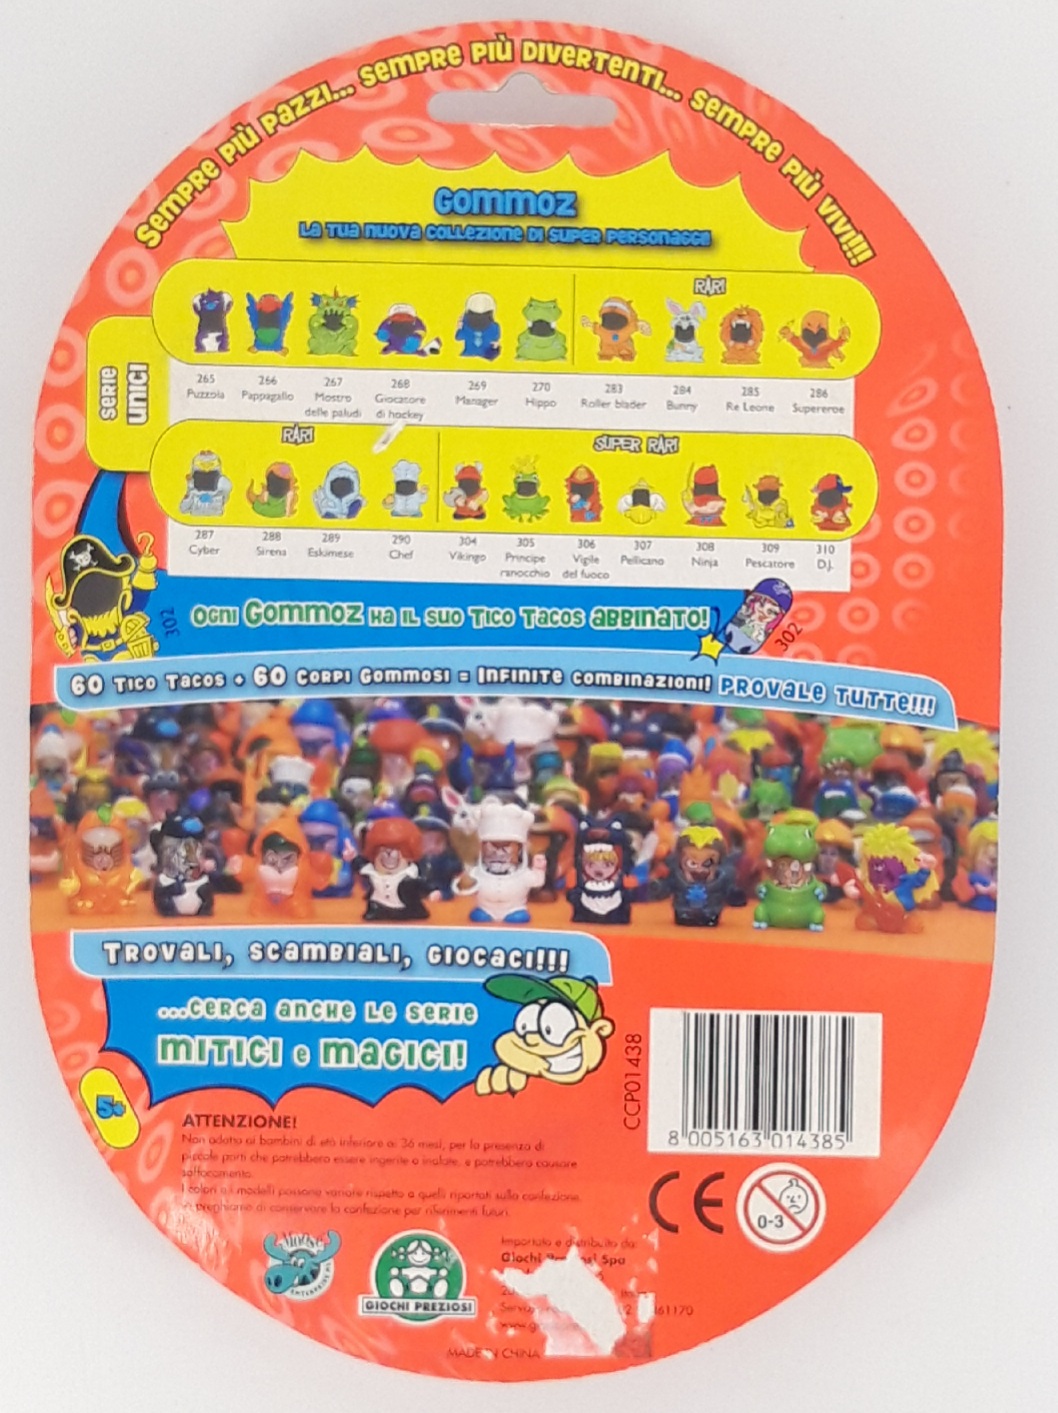 SEMPRE PIÙ PAZZI... SEMPRE PIÙ DIVERTENTI... SEMPRE PIÙ VIVI!!!
GOMMOZ
LA TUA NUOVA COLLEZIONE DI SUPER PERSONAGGI!
RARI
SERIE
UNICI
265 266 267 268 269 270 283 284 285 286
Puzzola Pappagallo Mostro Giocatore Manager Hippo Roller blader Bunny Re Leone Supereroe
delle paludi di hockey
RARI SUPER RARI
287 288 289 290 304 305 306 307 308 309 310
Cyber Sirena Eskimese Chef Vikingo Principe Vigile Pellicano Ninja Pescatore D.J.
ranocchio del fuoco
OGNI GOMMOZ HA IL SUO TICO TACOS ABBINATO!
302
302
60 TICO TACOS + 60 CORPI GOMMOSI = INFINITE COMBINAZIONI! PROVALE TUTTE!!!
TROVALI, SCAMBIALI, GIOCACI!!!
...CERCA ANCHE LE SERIE
MITICI e MAGICI!
5+
CCP01438
8 005163 014385
ATTENZIONE!
Non adatto ai bambini di età inferiore ai 36 mesi, per la presenza di
piccole parti che potrebbero essere ingerite o inalate, e potrebbero causare
soffocamento.
I colori e i modelli possono variare rispetto a quelli riportati sulla confezione.
preghiamo di conservare la confezione per riferimenti futuri.
CE
0-3
Moose
ENTERPRISE
GIOCHI PREZIOSI
Importato e distribuito da:
Giochi Spa
61170
MADE IN CHINA